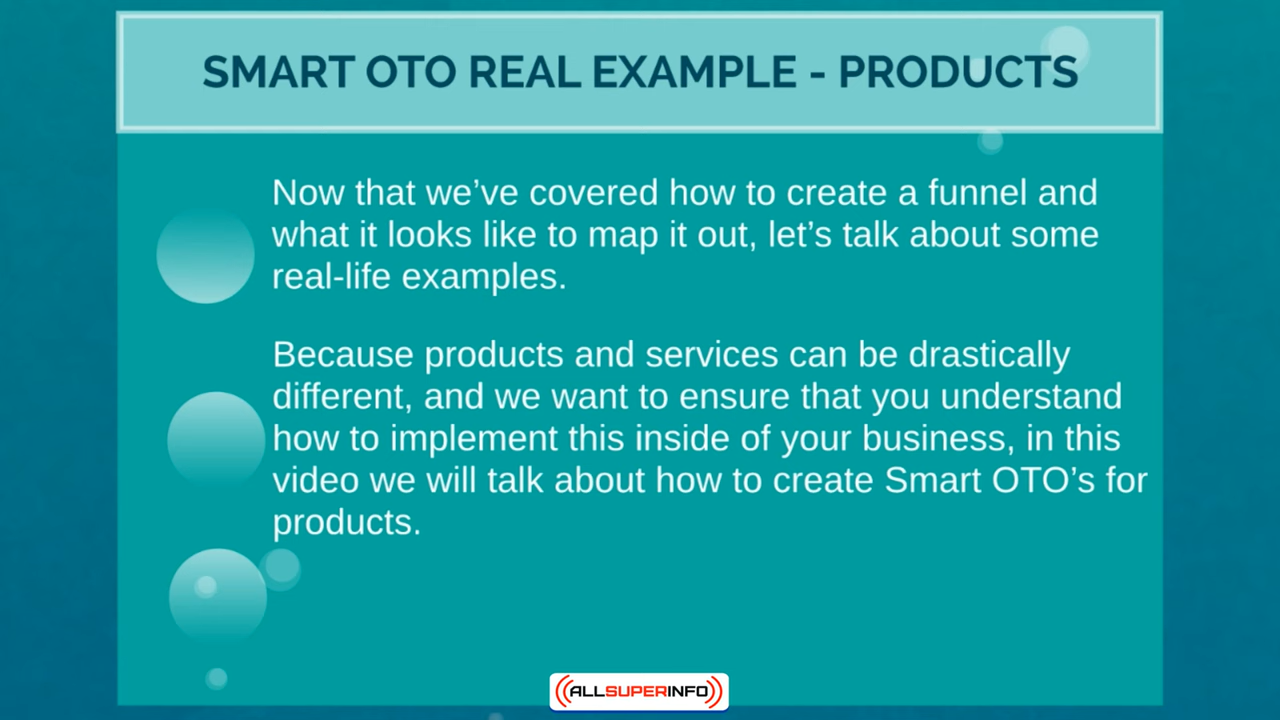 SMART OTO REAL EXAMPLE - PRODUCTS
Now that we’ve covered how to create a funnel and
what it looks like to map it out, let’s talk about some
real-life examples.
Because products and services can be drastically
different, and we want to ensure that you understand
how to implement this inside of your business, in this
video we will talk about how to create Smart OTO’s for
products.
ALLSUPERINFO